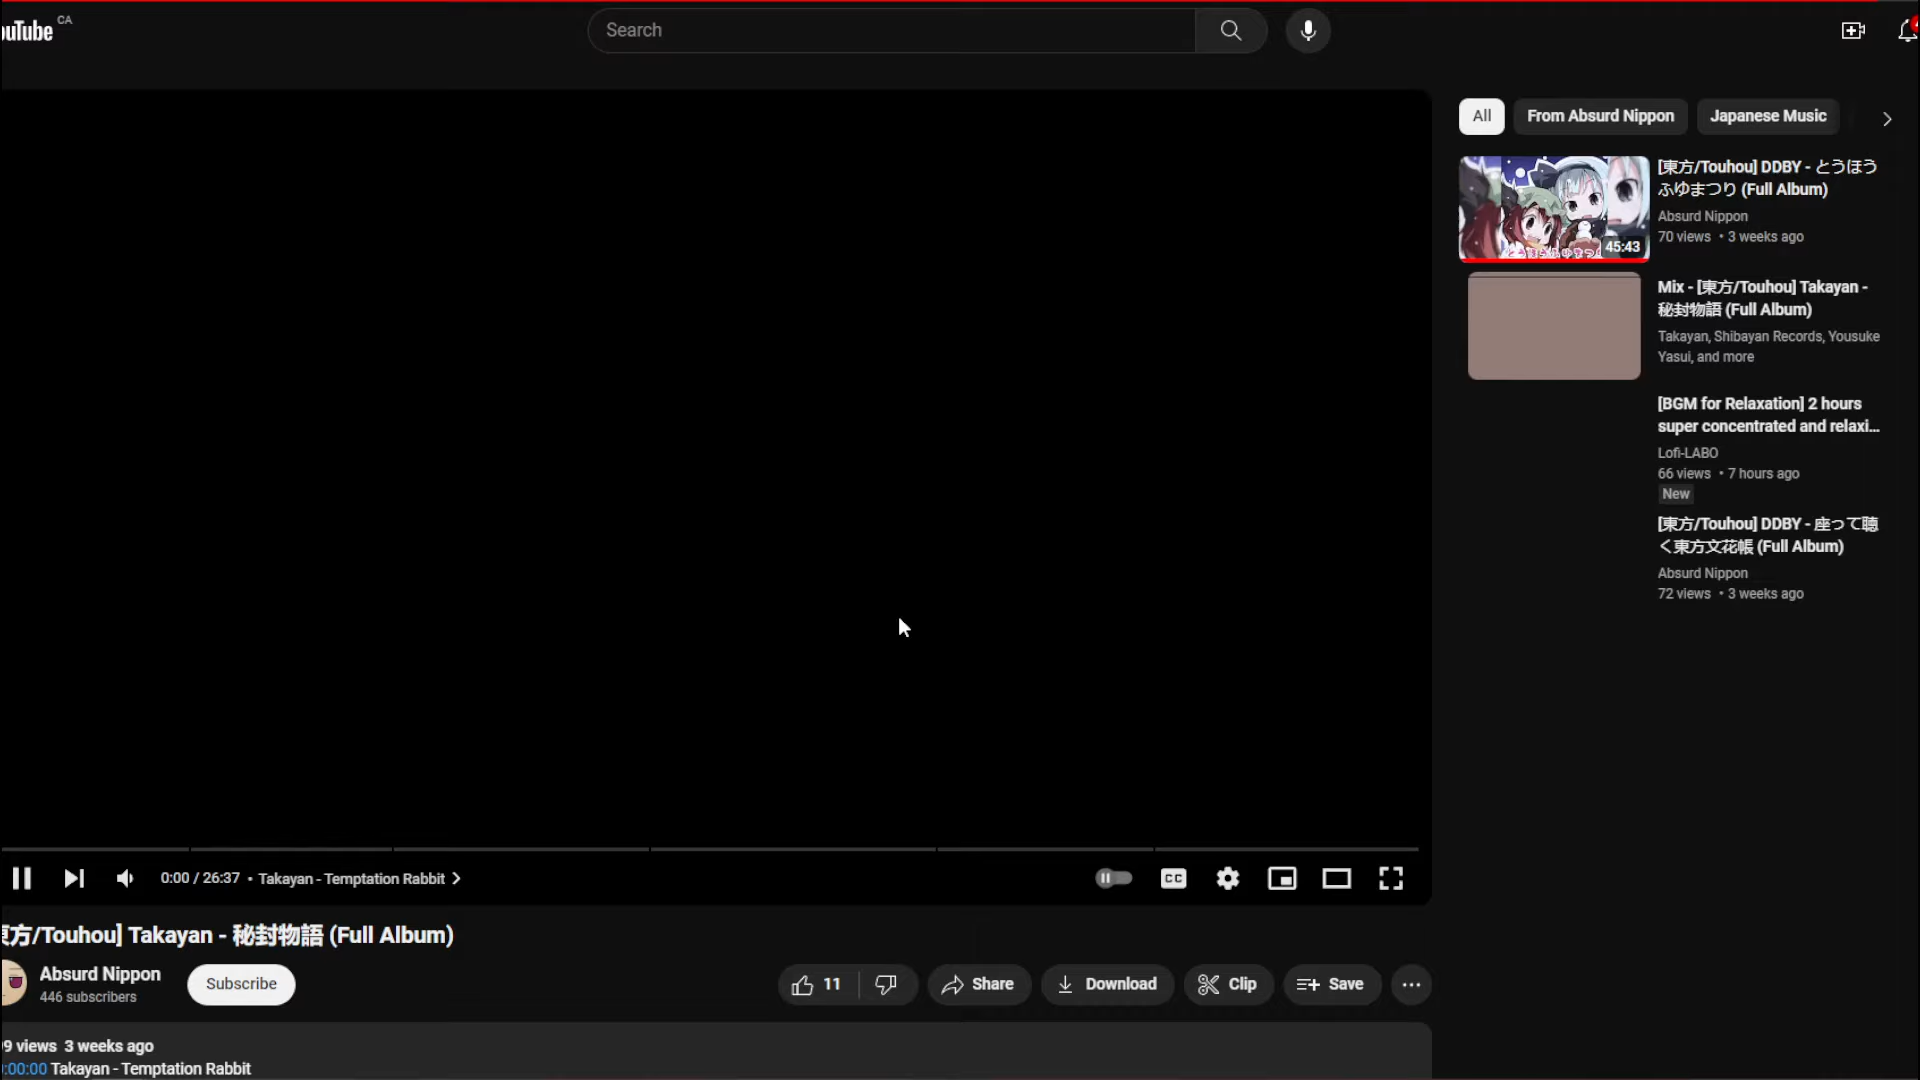 ouTube CA
Search
All
From Absurd Nippon
Japanese Music
45:43
[東方/Touhou] DDBY - とうほう
ふゆまつり (Full Album)
Absurd Nippon
70 views • 3 weeks ago
Mix - [東方/Touhou] Takayan -
秘封物語 (Full Album)
Takayan, Shibayan Records, Yousuke
Yasui, and more
[BGM for Relaxation] 2 hours
super concentrated and relaxi...
Lofi-LABO
66 views • 7 hours ago
New
[東方/Touhou] DDBY - 座って聴
く東方文花帳 (Full Album)
Absurd Nippon
72 views • 3 weeks ago
0:00 / 26:37 • Takayan - Temptation Rabbit
CC
東方/Touhou] Takayan - 秘封物語 (Full Album)
Absurd Nippon
446 subscribers
Subscribe
11
Share
Download
Clip
Save
9 views 3 weeks ago
:00:00 Takayan - Temptation Rabbit